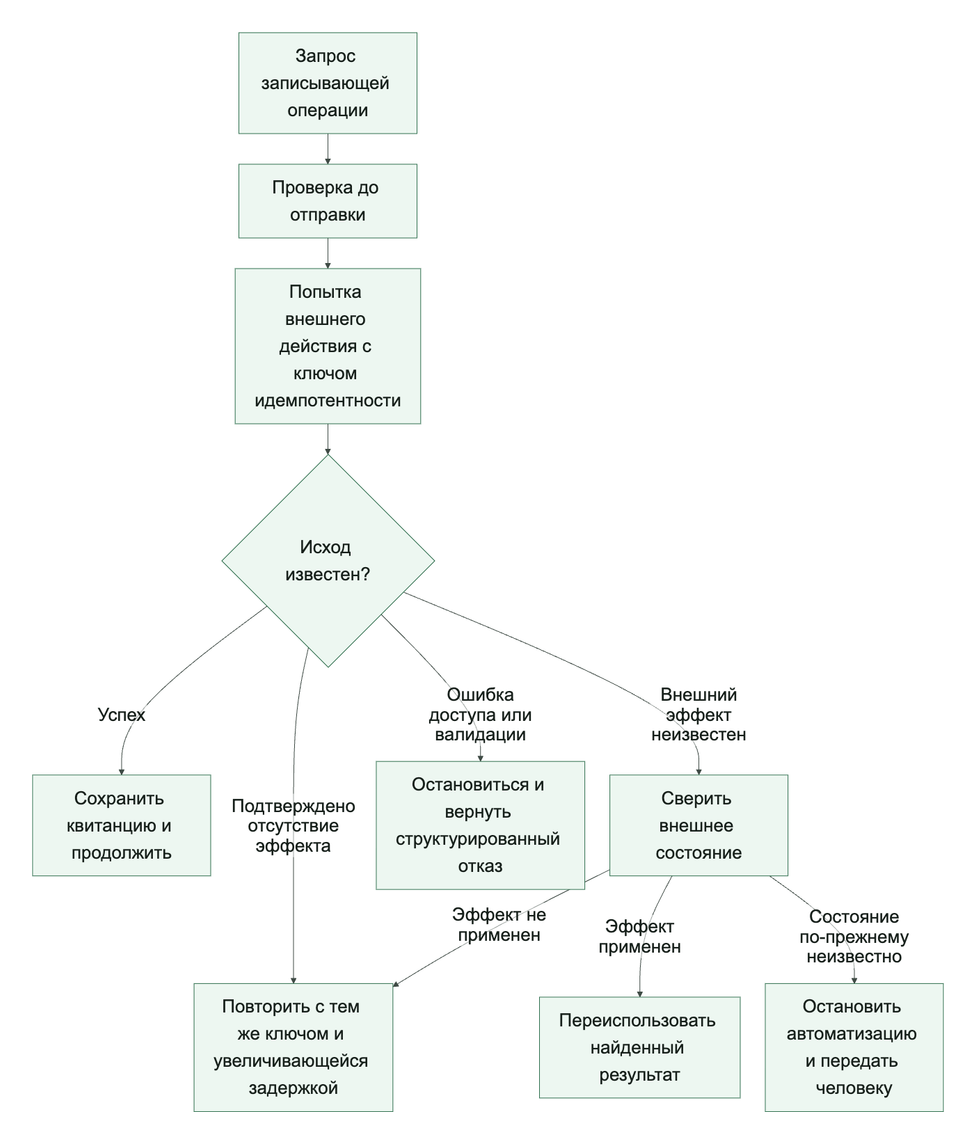 Запрос
записывающей
операции
Проверка до
отправки
Попытка
внешнего
действия с
ключом
идемпотентности
Исход
известен?
Успех
Подтверждено
отсутствие
эффекта
Ошибка
доступа или
валидации
Внешний
эффект
неизвестен
Сохранить
квитанцию и
продолжить
Остановиться и
вернуть
структурированный
отказ
Сверить
внешнее
состояние
Эффект не
применен
Эффект
применен
Состояние
по-прежнему
неизвестно
Повторить с тем
же ключом и
увеличивающейся
задержкой
Переиспользовать
найденный
результат
Остановить
автоматизацию
и передать
человеку